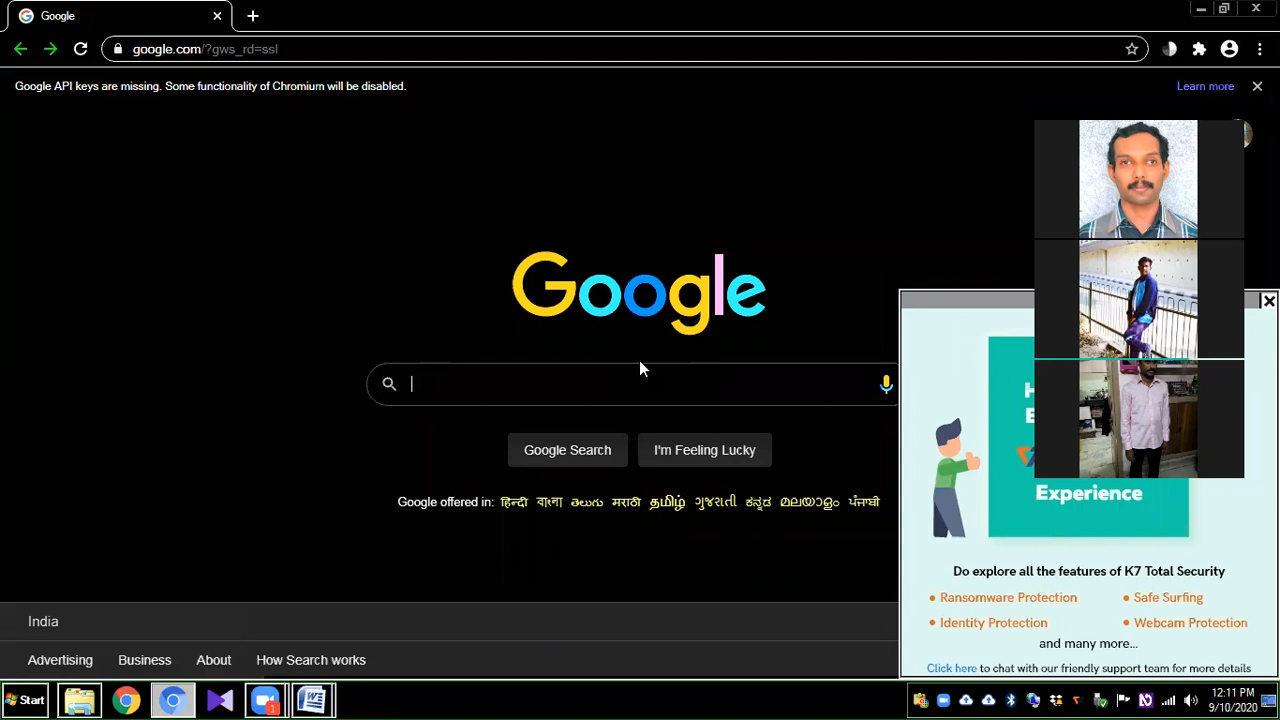 Google
google.com/?gws_rd=ssl
Google API keys are missing. Some functionality of Chromium will be disabled.
Learn more
Google
Google Search
I'm Feeling Lucky
Google offered in: हिन्दी বাংলা తెలుగు मराठी தமிழ் ગુજરાતી ಕನ್ನಡ മലയാളം ਪੰਜਾਬੀ
Experience
Do explore all the features of K7 Total Security
• Ransomware Protection
• Safe Surfing
• Identity Protection
• Webcam Protection
and many more...
Click here to chat with our friendly support team for more details
India
Advertising
Business
About
How Search works
Start
1
12:11 PM
9/10/2020